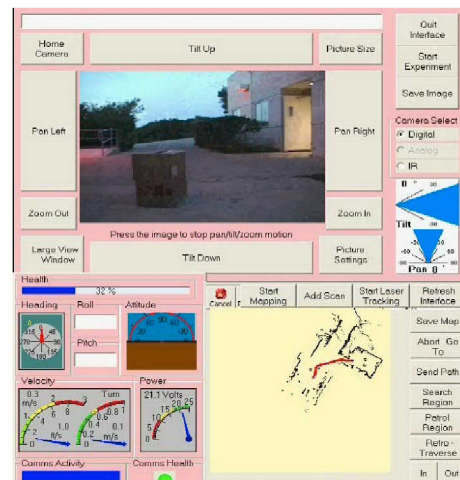 Quit Interface
Home Camera
Tilt Up
Picture Size
Start Experiment
Save Image
Pan Left
Pan Right
Camera Select
Digital
Analog
IR
Zoom Out
Zoom In
Press the image to stop pan/tilt/zoom motion
Large View Window
Tilt Down
Picture Settings
Tilt
Pan 0 °
Health
32 %
Heading
Roll
Attitude
Pitch
Cancel
Start Mapping
Add Scan
Start Laser Tracking
Refresh Interface
Save Map
Abort Go To
Send Path
Search Region
Patrol Region
Retro-Traverse
In
Out
Velocity
0.3 m/s
Turn
Power
21.1 Volts
Comms Activity
Comms Health